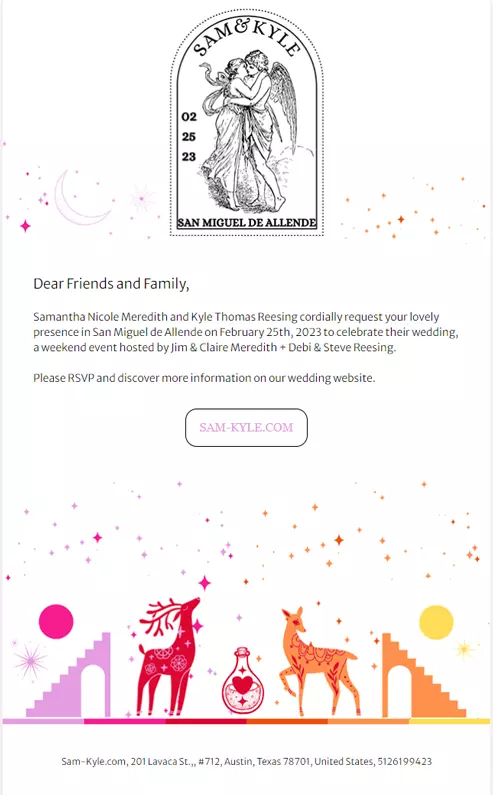 SAM & KYLE
02
25
23
SAN MIGUEL DE ALLENDE
Dear Friends and Family,
Samantha Nicole Meredith and Kyle Thomas Reesing cordially request your lovely
presence in San Miguel de Allende on February 25th, 2023 to celebrate their wedding,
a weekend event hosted by Jim & Claire Meredith + Debi & Steve Reesing.
Please RSVP and discover more information on our wedding website.
SAM-KYLE.COM
Sam-Kyle.com, 201 Lavaca St.,, #712, Austin, Texas 78701, United States, 5126199423